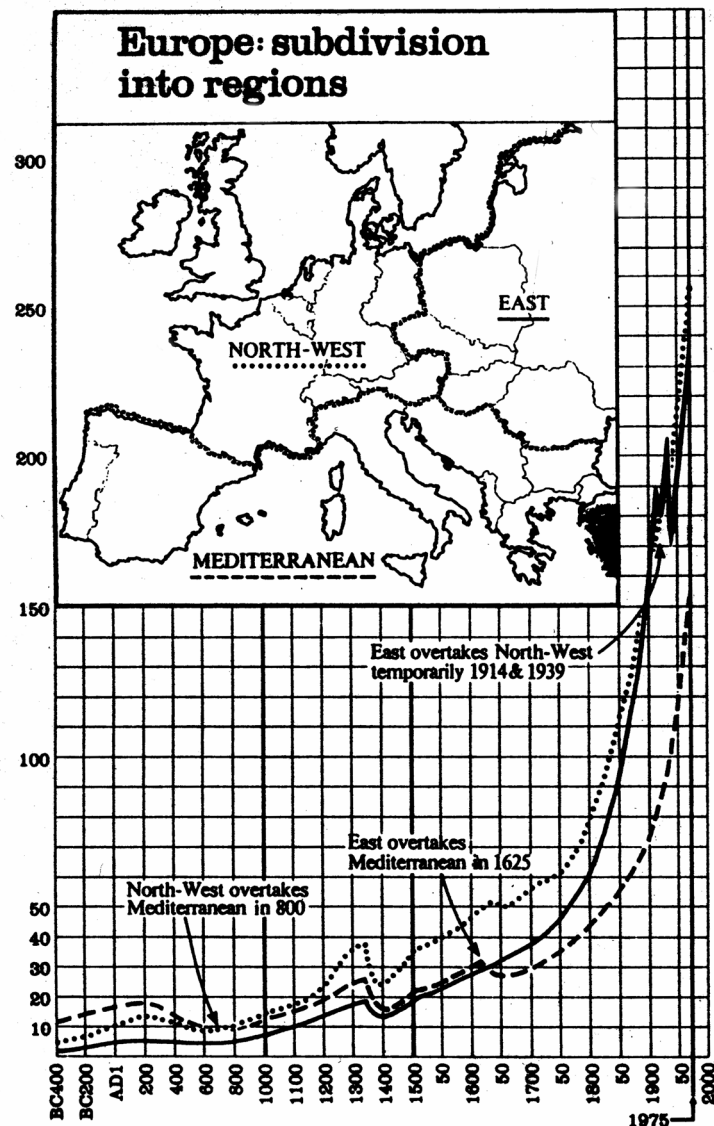 Europe: subdivision
into regions
300
250
200
150
100
50
40
30
20
10
EAST
NORTH-WEST
MEDITERRANEAN
East overtakes North-West
temporarily 1914 & 1939
East overtakes
Mediterranean in 1625
North-West overtakes
Mediterranean in 800
BC400
BC200
AD1
200
400
600
800
1000
1100
1200
1300
1400
1500
50
1600
50
1700
50
1800
50
1900
50
2000
1975